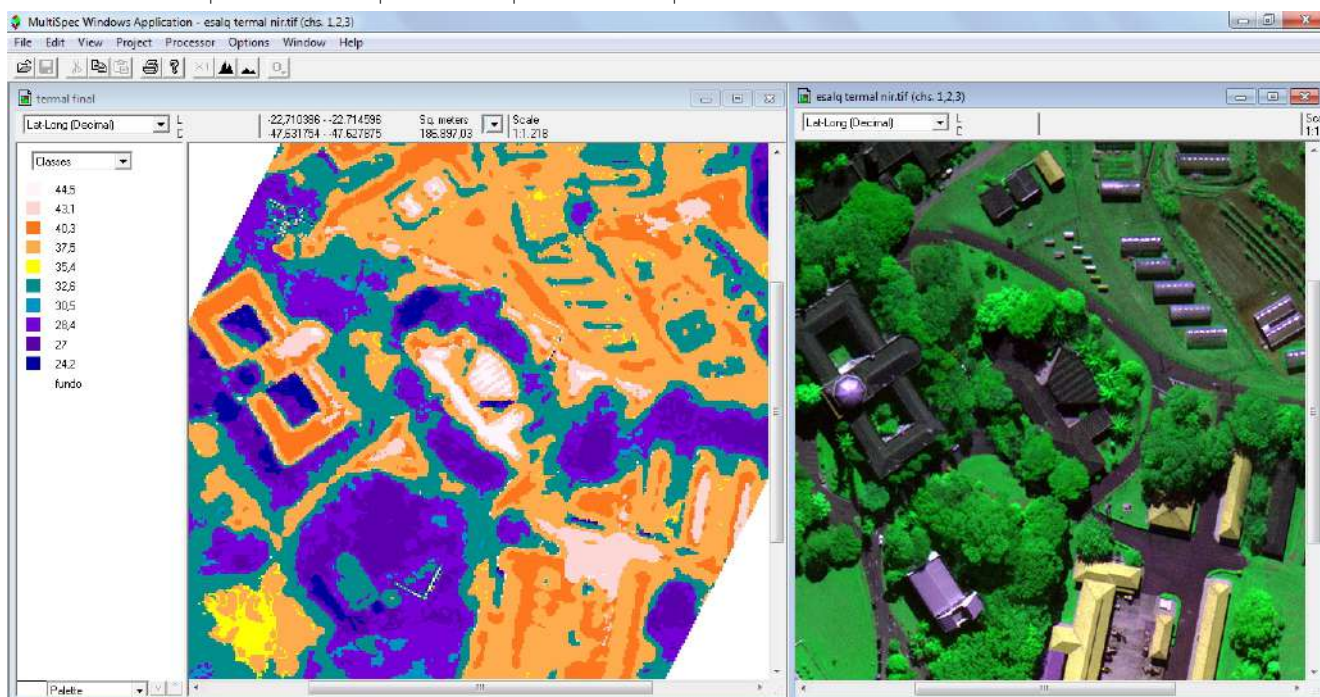 MultiSpec Windows Application - esalq termal nir.tif (chs. 1,2,3)
File Edit View Project Processor Options Window Help
termal final
Lat-Long (Decimal)
L
C
-22,710386 - -22.714596
-47,631754 - -47.627875
Sq. meters
186.897,03
Scale
1:1.218
Classes
44,5
43,1
40,3
37,5
35,4
32,6
30,5
28,4
27
24,2
fundo
Palette
esalq termal nir.tif (chs. 1,2,3)
Lat-Long (Decimal)
L
C